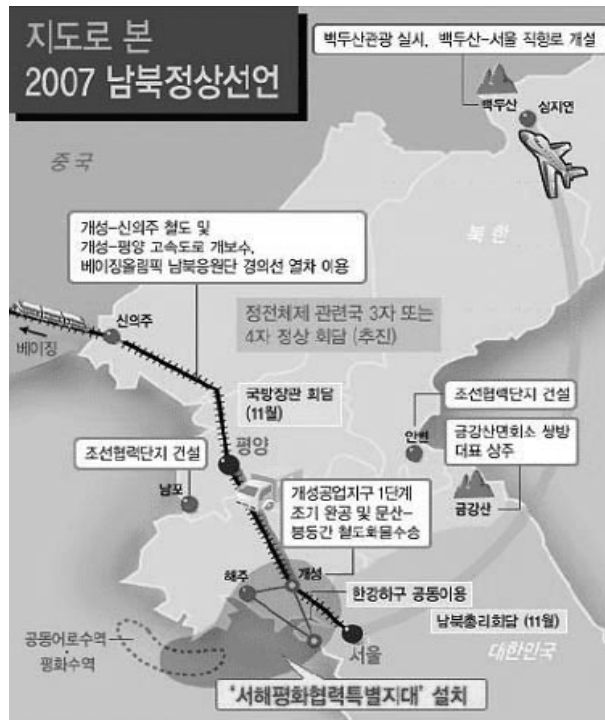 지도로 본
2007 남북정상선언
백두산관광 실시, 백두산-서울 직항로 개설
백두산
삼지연
중국
북한
개성-신의주 철도 및
개성-평양 고속도로 개보수,
베이징올림픽 남북응원단 경의선 열차 이용
신의주
베이징
정전체제 관련국 3자 또는
4자 정상 회담 (추진)
국방장관 회담
(11월)
조선협력단지 건설
안변
금강산면회소 쌍방
대표 상주
금강산
평양
조선협력단지 건설
남포
개성공업지구 1단계
조기 완공 및 문산-
봉동간 철도화물수송
해주
개성
한강하구 공동이용
남북총리회담 (11월)
서울
대한민국
공동어로수역
평화수역
'서해평화협력특별지대' 설치